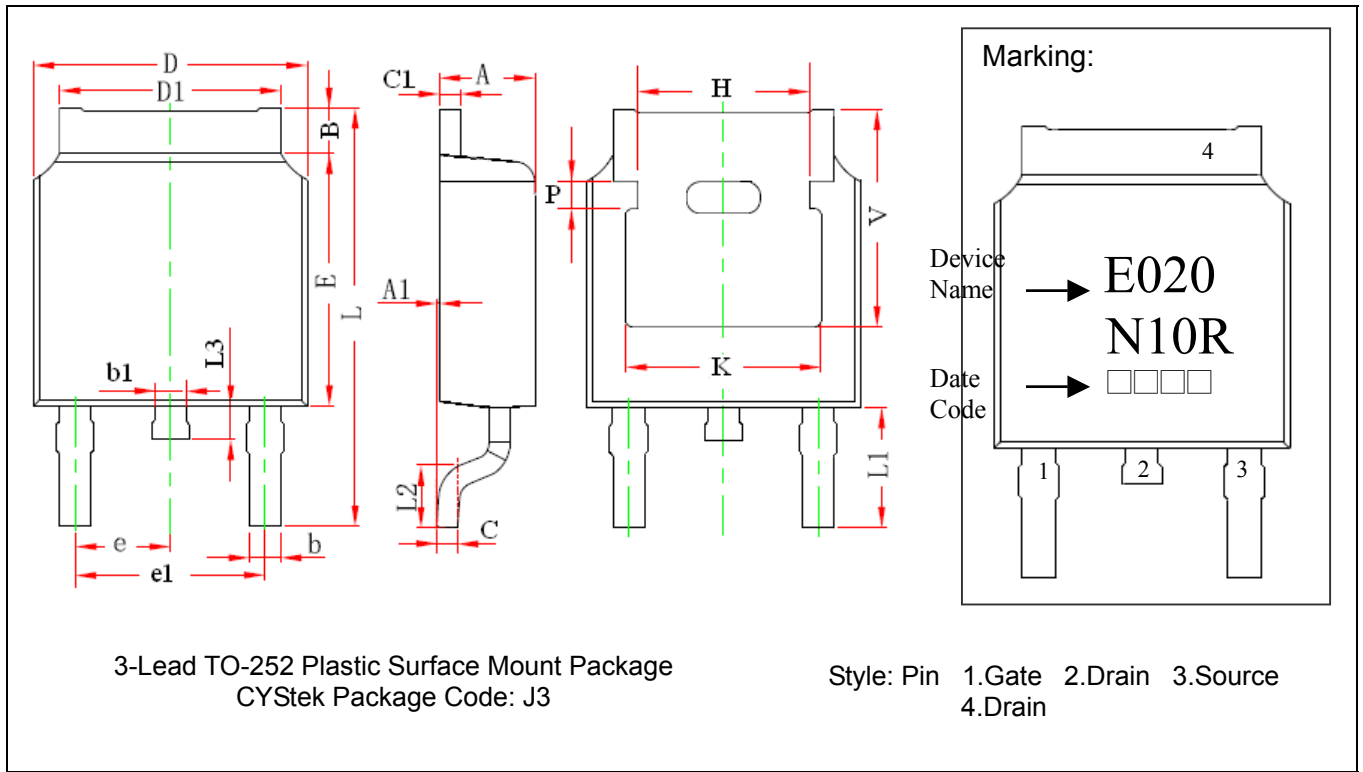 D
D1
B
E
L
L3
b1
e
e1
b
C1
A
A1
L2
C
H
P
V
K
L1
Marking:
4
Device
Name
E020
N10R
Date
Code
□□□□
1 2 3
3-Lead TO-252 Plastic Surface Mount Package
CYStek Package Code: J3
Style: Pin 1.Gate 2.Drain 3.Source
4.Drain